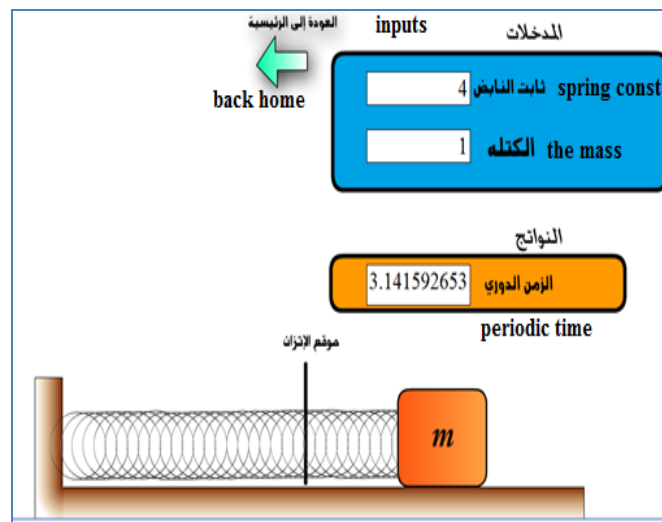 العودة إلى الرئيسية
inputs
المدخلات
back home
4 ثابت النابض spring const
1 الكتله the mass
النواتج
3.141592653 الزمن الدوري
periodic time
موقع الإتزان
m